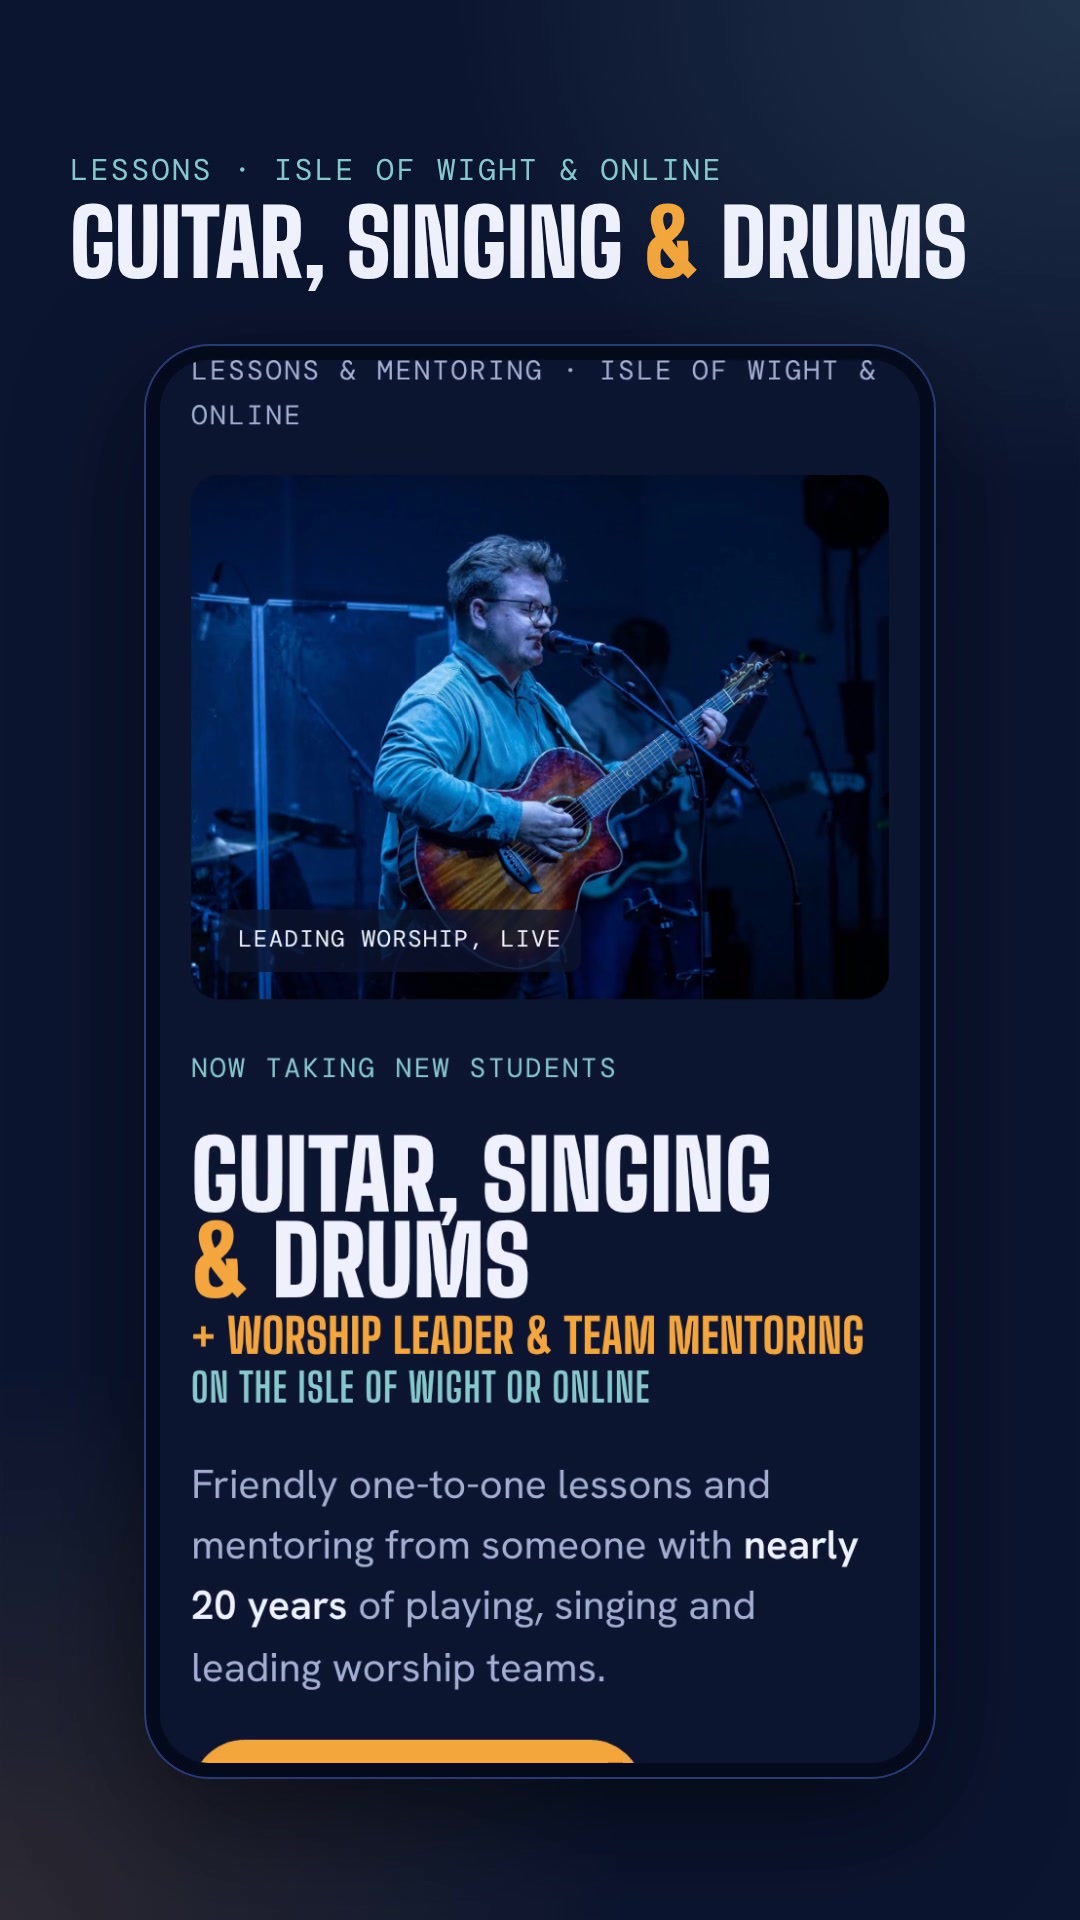 LESSONS · ISLE OF WIGHT & ONLINE
GUITAR, SINGING & DRUMS
LESSONS & MENTORING · ISLE OF WIGHT &
ONLINE
LEADING WORSHIP, LIVE
NOW TAKING NEW STUDENTS
GUITAR, SINGING
& DRUMS
+ WORSHIP LEADER & TEAM MENTORING
ON THE ISLE OF WIGHT OR ONLINE
Friendly one-to-one lessons and
mentoring from someone with nearly
20 years of playing, singing and
leading worship teams.